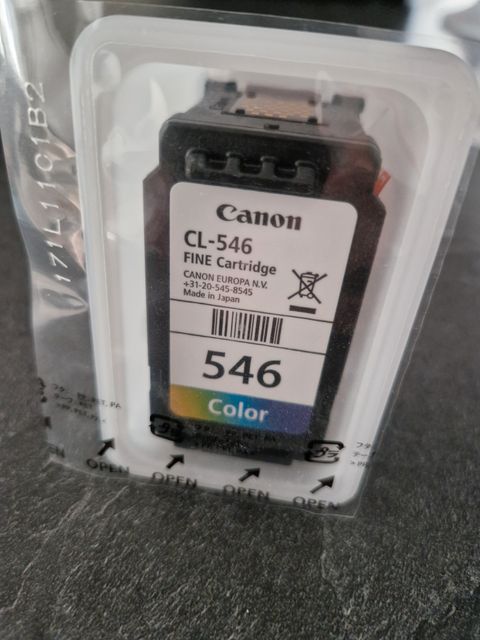 171L1101B2
Canon
CL-546
FINE Cartridge
CANON EUROPA N.V.
+31-20-545-8545
Made in Japan
546
Color
OPEN
OPEN
OPEN
OPEN